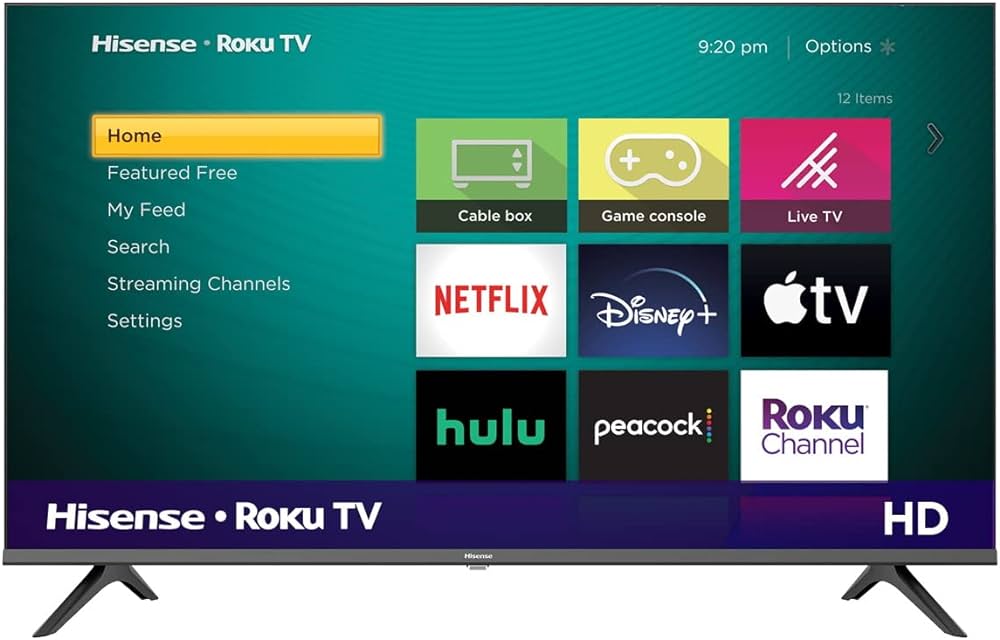 Hisense • Roku TV
9:20 pm | Options *
12 Items
Home
Featured Free
My Feed
Search
Streaming Channels
Settings
Cable box
Game console
Live TV
NETFLIX
Disney+
tv
hulu
peacock
Roku
Channel
Hisense • Roku TV
HD
Hisense